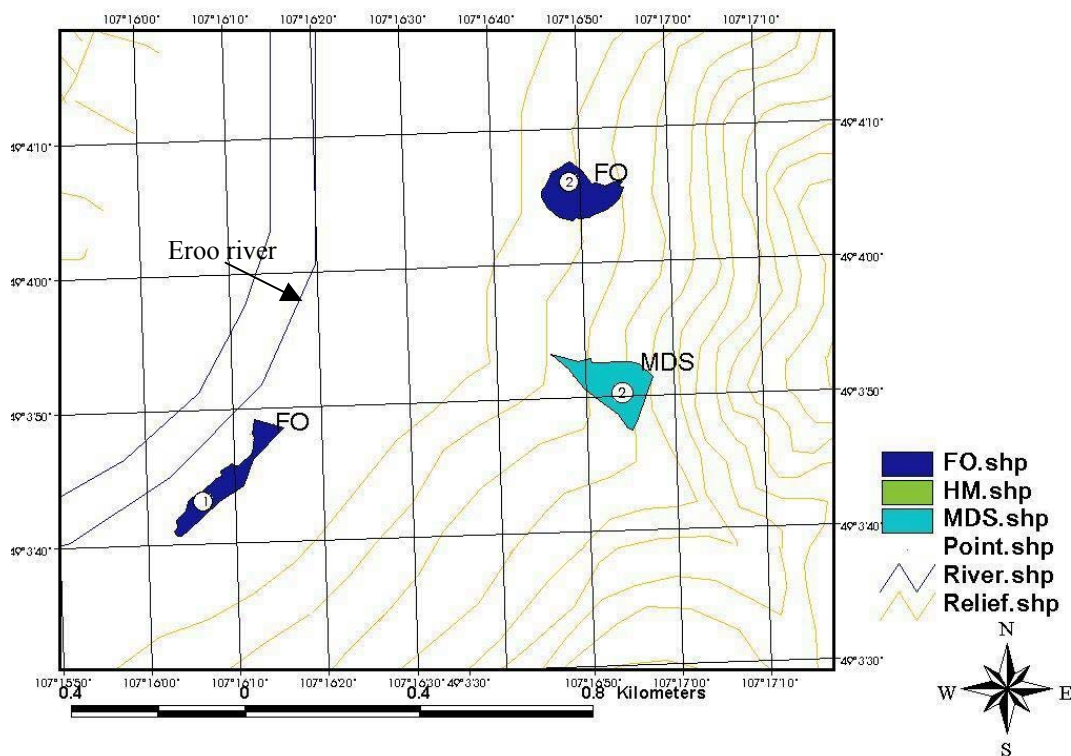 107°16'00" 107°16'10" 107°16'20" 107°16'30" 107°16'40" 107°16'50" 107°17'00" 107°17'10"
49°4'10" 49°4'10"
2 FO
Eroo river
49°4'00" 49°4'00"
MDS
2
49°3'50" 49°3'50"
FO
1
49°3'40" 49°3'40"
49°3'30"
107°15'50" 107°16'00" 107°16'10" 107°16'20" 107°16'30" 49°3'30" 107°17'00" 107°17'10"
0.4 0 0.4 0.8 Kilometers
FO.shp
HM.shp
MDS.shp
Point.shp
River.shp
Relief.shp
N
W E
S